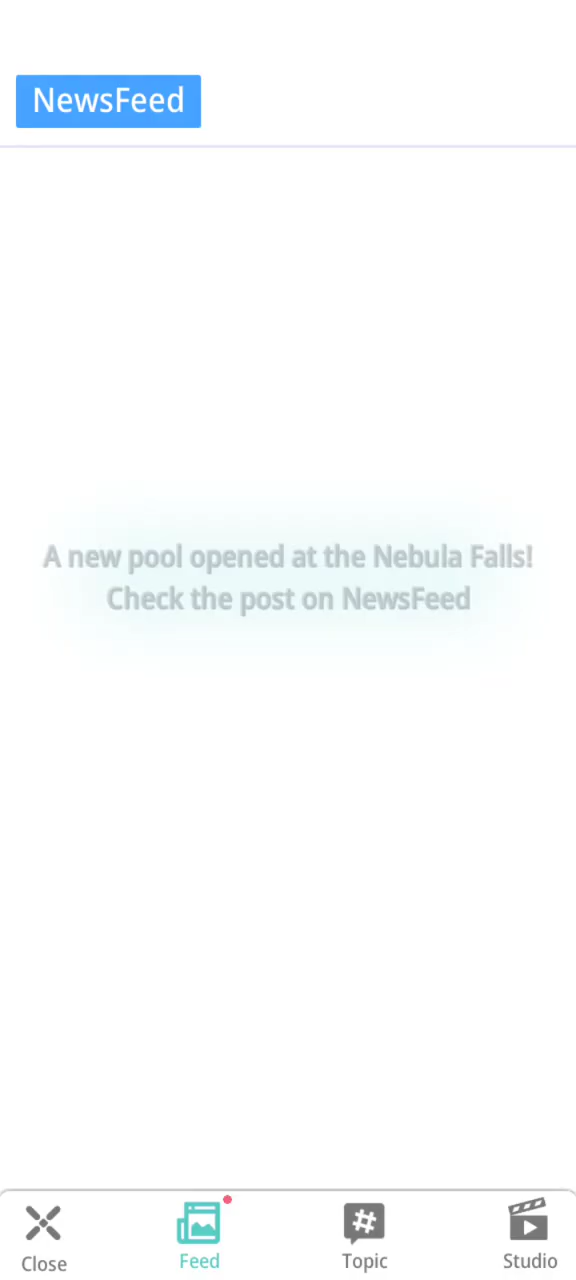 NewsFeed
A new pool opened at the Nebula Falls!
Check the post on NewsFeed
Close
Feed
Topic
Studio